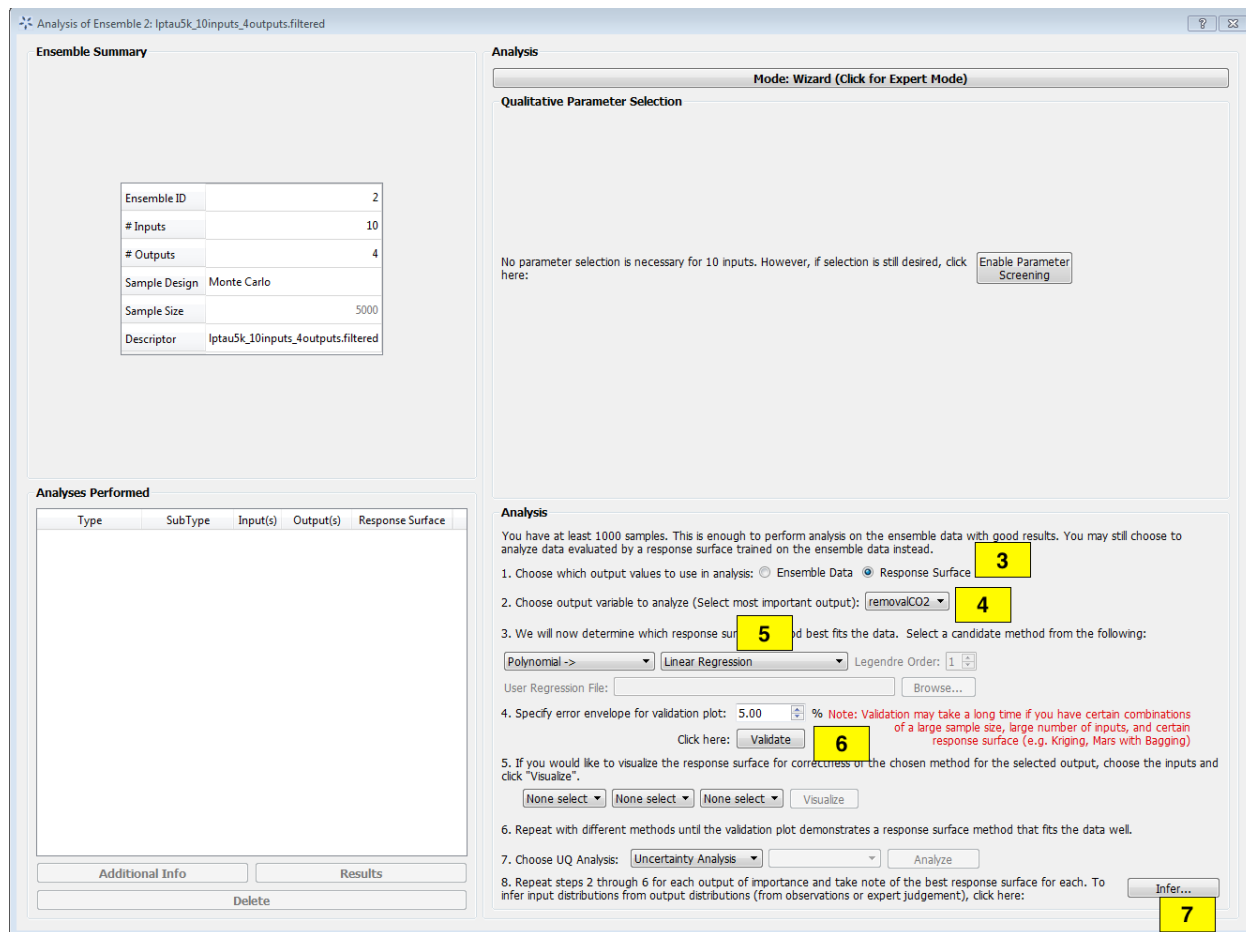 Analysis of Ensemble 2: lptau5k_10inputs_4outputs.filtered
Ensemble Summary
Ensemble ID 2
# Inputs 10
# Outputs 4
Sample Design Monte Carlo
Sample Size 5000
Descriptor lptau5k_10inputs_4outputs.filtered
Analyses Performed
Type SubType Input(s) Output(s) Response Surface
Additional Info Results
Delete
Analysis
Mode: Wizard (Click for Expert Mode)
Qualitative Parameter Selection
No parameter selection is necessary for 10 inputs. However, if selection is still desired, click
here:
Enable Parameter
Screening
Analysis
You have at least 1000 samples. This is enough to perform analysis on the ensemble data with good results. You may still choose to
analyze data evaluated by a response surface trained on the ensemble data instead.
1. Choose which output values to use in analysis: Ensemble Data Response Surface
3
2. Choose output variable to analyze (Select most important output): removalCO2
4
3. We will now determine which response best fits the data. Select a candidate method from the following:
5
Polynomial -> Linear Regression Legendre Order: 1
User Regression File: Browse...
4. Specify error envelope for validation plot: 5.00 %
Note: Validation may take a long time if you have certain combinations
of a large sample size, large number of inputs, and certain
response surface (e.g. Kriging, Mars with Bagging)
Click here: Validate
6
5. If you would like to visualize the response surface for correctness of the chosen method for the selected output, choose the inputs and
click "Visualize".
None select None select None select Visualize
6. Repeat with different methods until the validation plot demonstrates a response surface method that fits the data well.
7. Choose UQ Analysis: Uncertainty Analysis Analyze
8. Repeat steps 2 through 6 for each output of importance and take note of the best response surface for each. To
infer input distributions from output distributions (from observations or expert judgement), click here:
Infer...
7